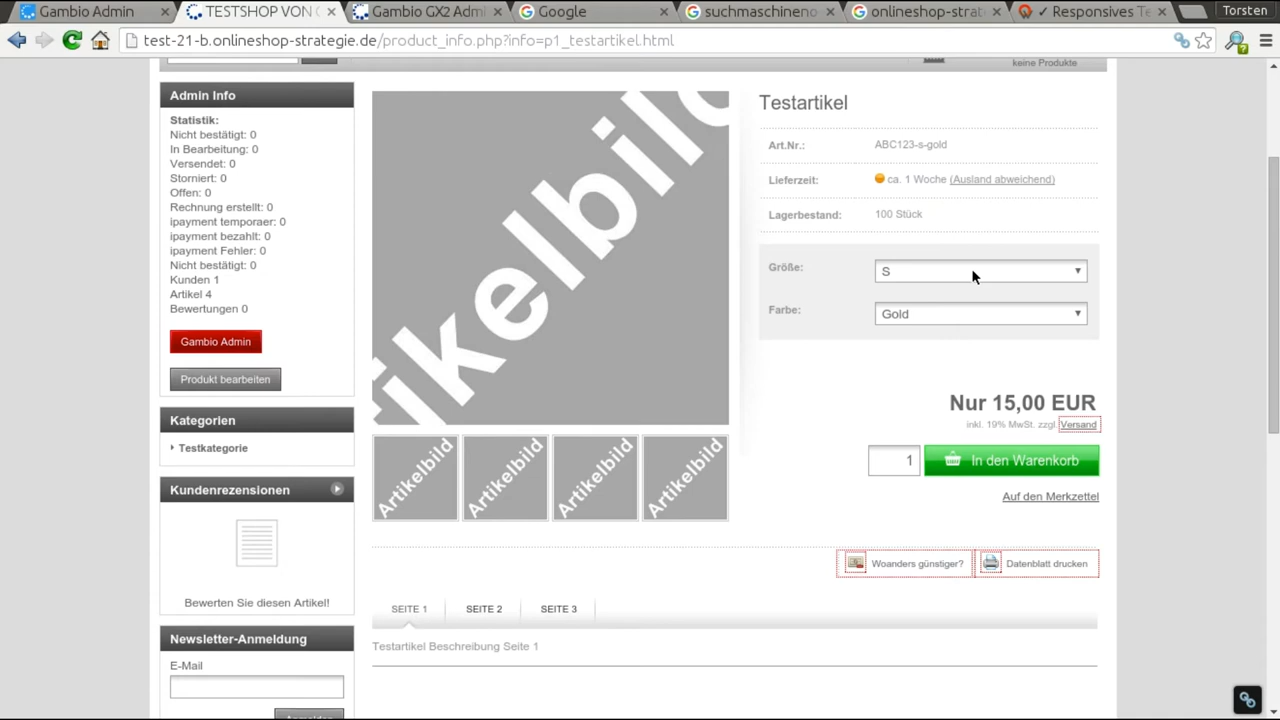 Gambio Admin
TESTSHOP VON
Gambio GX2 Admi
Google
suchmaschineno
onlineshop-strat
✓ Responsives Te
Torsten
test-21-b.onlineshop-strategie.de/product_info.php?info=p1_testartikel.html
keine Produkte
Admin Info
Statistik:
Nicht bestätigt: 0
In Bearbeitung: 0
Versendet: 0
Storniert: 0
Offen: 0
Rechnung erstellt: 0
ipayment temporaer: 0
ipayment bezahlt: 0
ipayment Fehler: 0
Nicht bestätigt: 0
Kunden 1
Artikel 4
Bewertungen 0
Gambio Admin
Produkt bearbeiten
Kategorien
Testkategorie
Kundenrezensionen
Bewerten Sie diesen Artikel!
Newsletter-Anmeldung
E-Mail
tikelbild
Artikelbild
Artikelbild
Artikelbild
Artikelbild
Testartikel
Art.Nr.: ABC123-s-gold
Lieferzeit: ca. 1 Woche (Ausland abweichend)
Lagerbestand: 100 Stück
Größe: S
Farbe: Gold
Nur 15,00 EUR
inkl. 19% MwSt. zzgl. Versand
1 In den Warenkorb
Auf den Merkzettel
Woanders günstiger? Datenblatt drucken
SEITE 1 SEITE 2 SEITE 3
Testartikel Beschreibung Seite 1